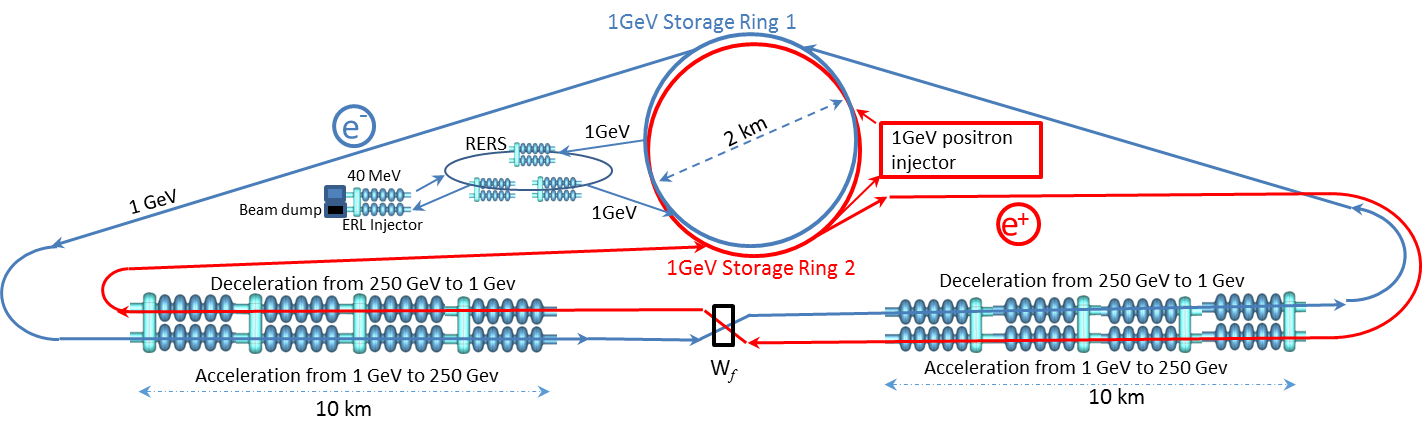 1GeV Storage Ring 1
e-
RERS
1GeV
2 km
1GeV positron
injector
40 MeV
1 GeV
Beam dump
ERL Injector
1GeV
e+
1GeV Storage Ring 2
Deceleration from 250 GeV to 1 Gev
Deceleration from 250 GeV to 1 Gev
Wf
Acceleration from 1 GeV to 250 Gev
Acceleration from 1 GeV to 250 Gev
10 km
10 km